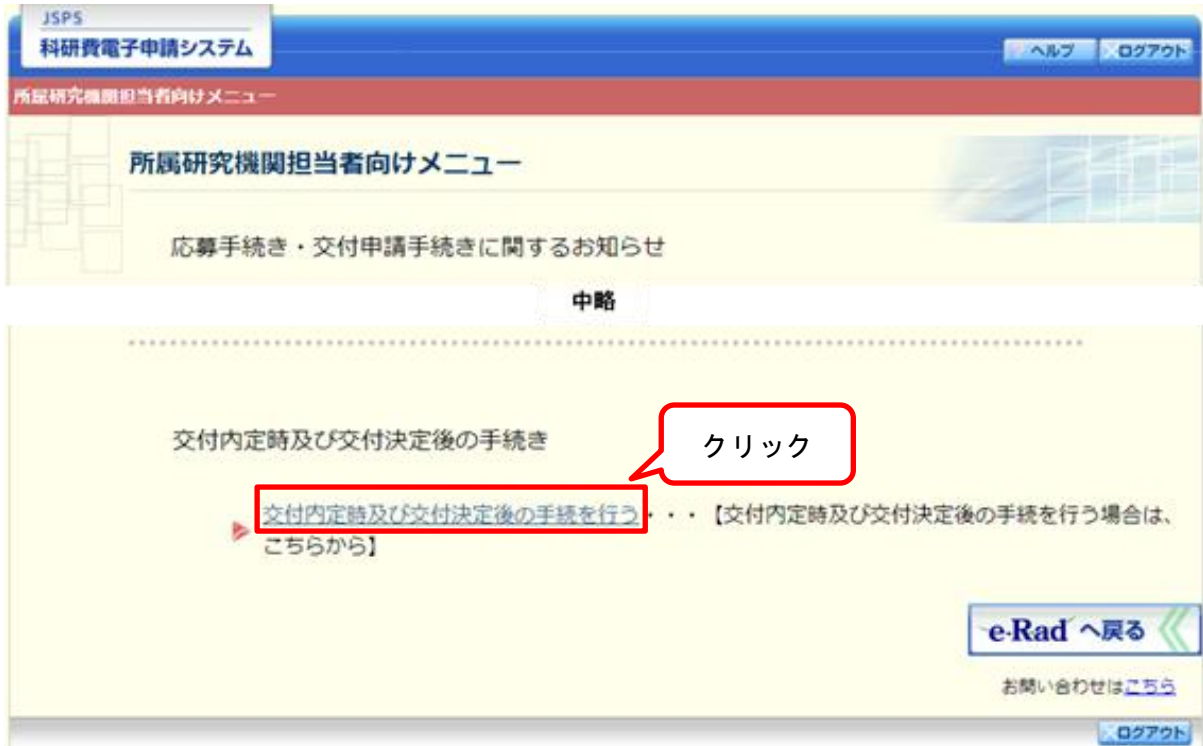 JSPS
科研費電子申請システム
ヘルプ
ログアウト
所属研究機関担当者向けメニュー
所属研究機関担当者向けメニュー
応募手続き・交付申請手続きに関するお知らせ
中略
交付内定時及び交付決定後の手続き
クリック
交付内定時及び交付決定後の手続を行う・・・【交付内定時及び交付決定後の手続を行う場合は、
こちらから】
e-Rad へ戻る
お問い合わせはこちら
ログアウト